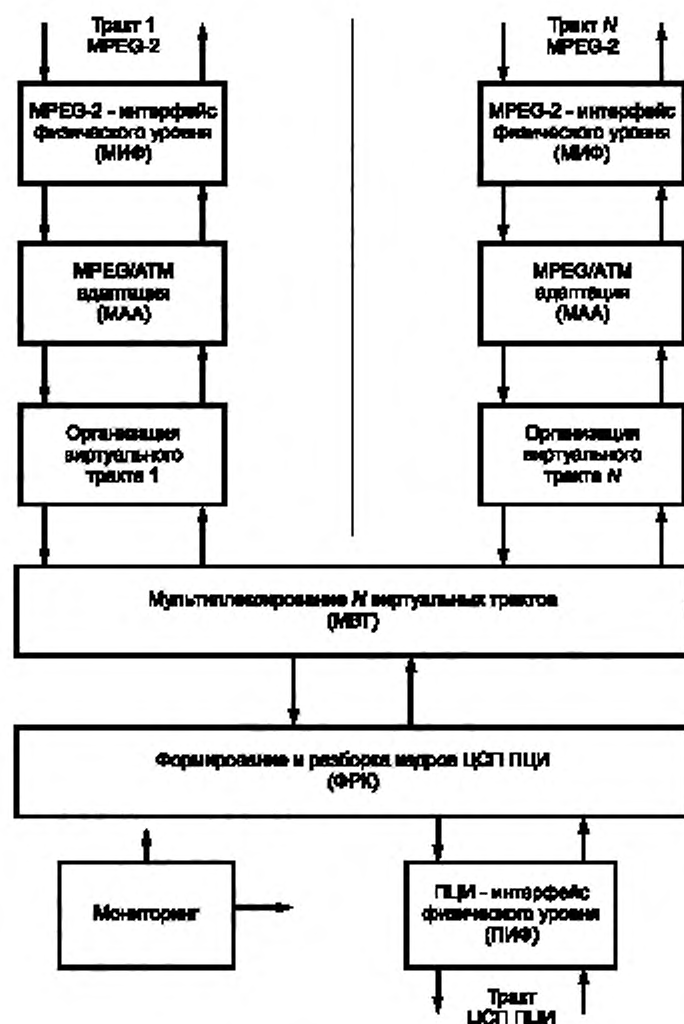 Тракт 1
MPEG-2
Тракт N
MPEG-2
MPEG-2 - интерфейс
физического уровня
(МИФ)
MPEG-2 - интерфейс
физического уровня
(МИФ)
MPEG/ATM
адаптация
(МАА)
MPEG/ATM
адаптация
(МАА)
Организация
виртуального
тракта 1
Организация
виртуального
тракта N
Мультиплексирование N виртуальных трактов
(МВТ)
Формирование и разборка кадров ЦСП ПЦИ
(ФРК)
Мониторинг
ПЦИ - интерфейс
физического уровня
(ПИФ)
Тракт
ЦСП ПЦИ